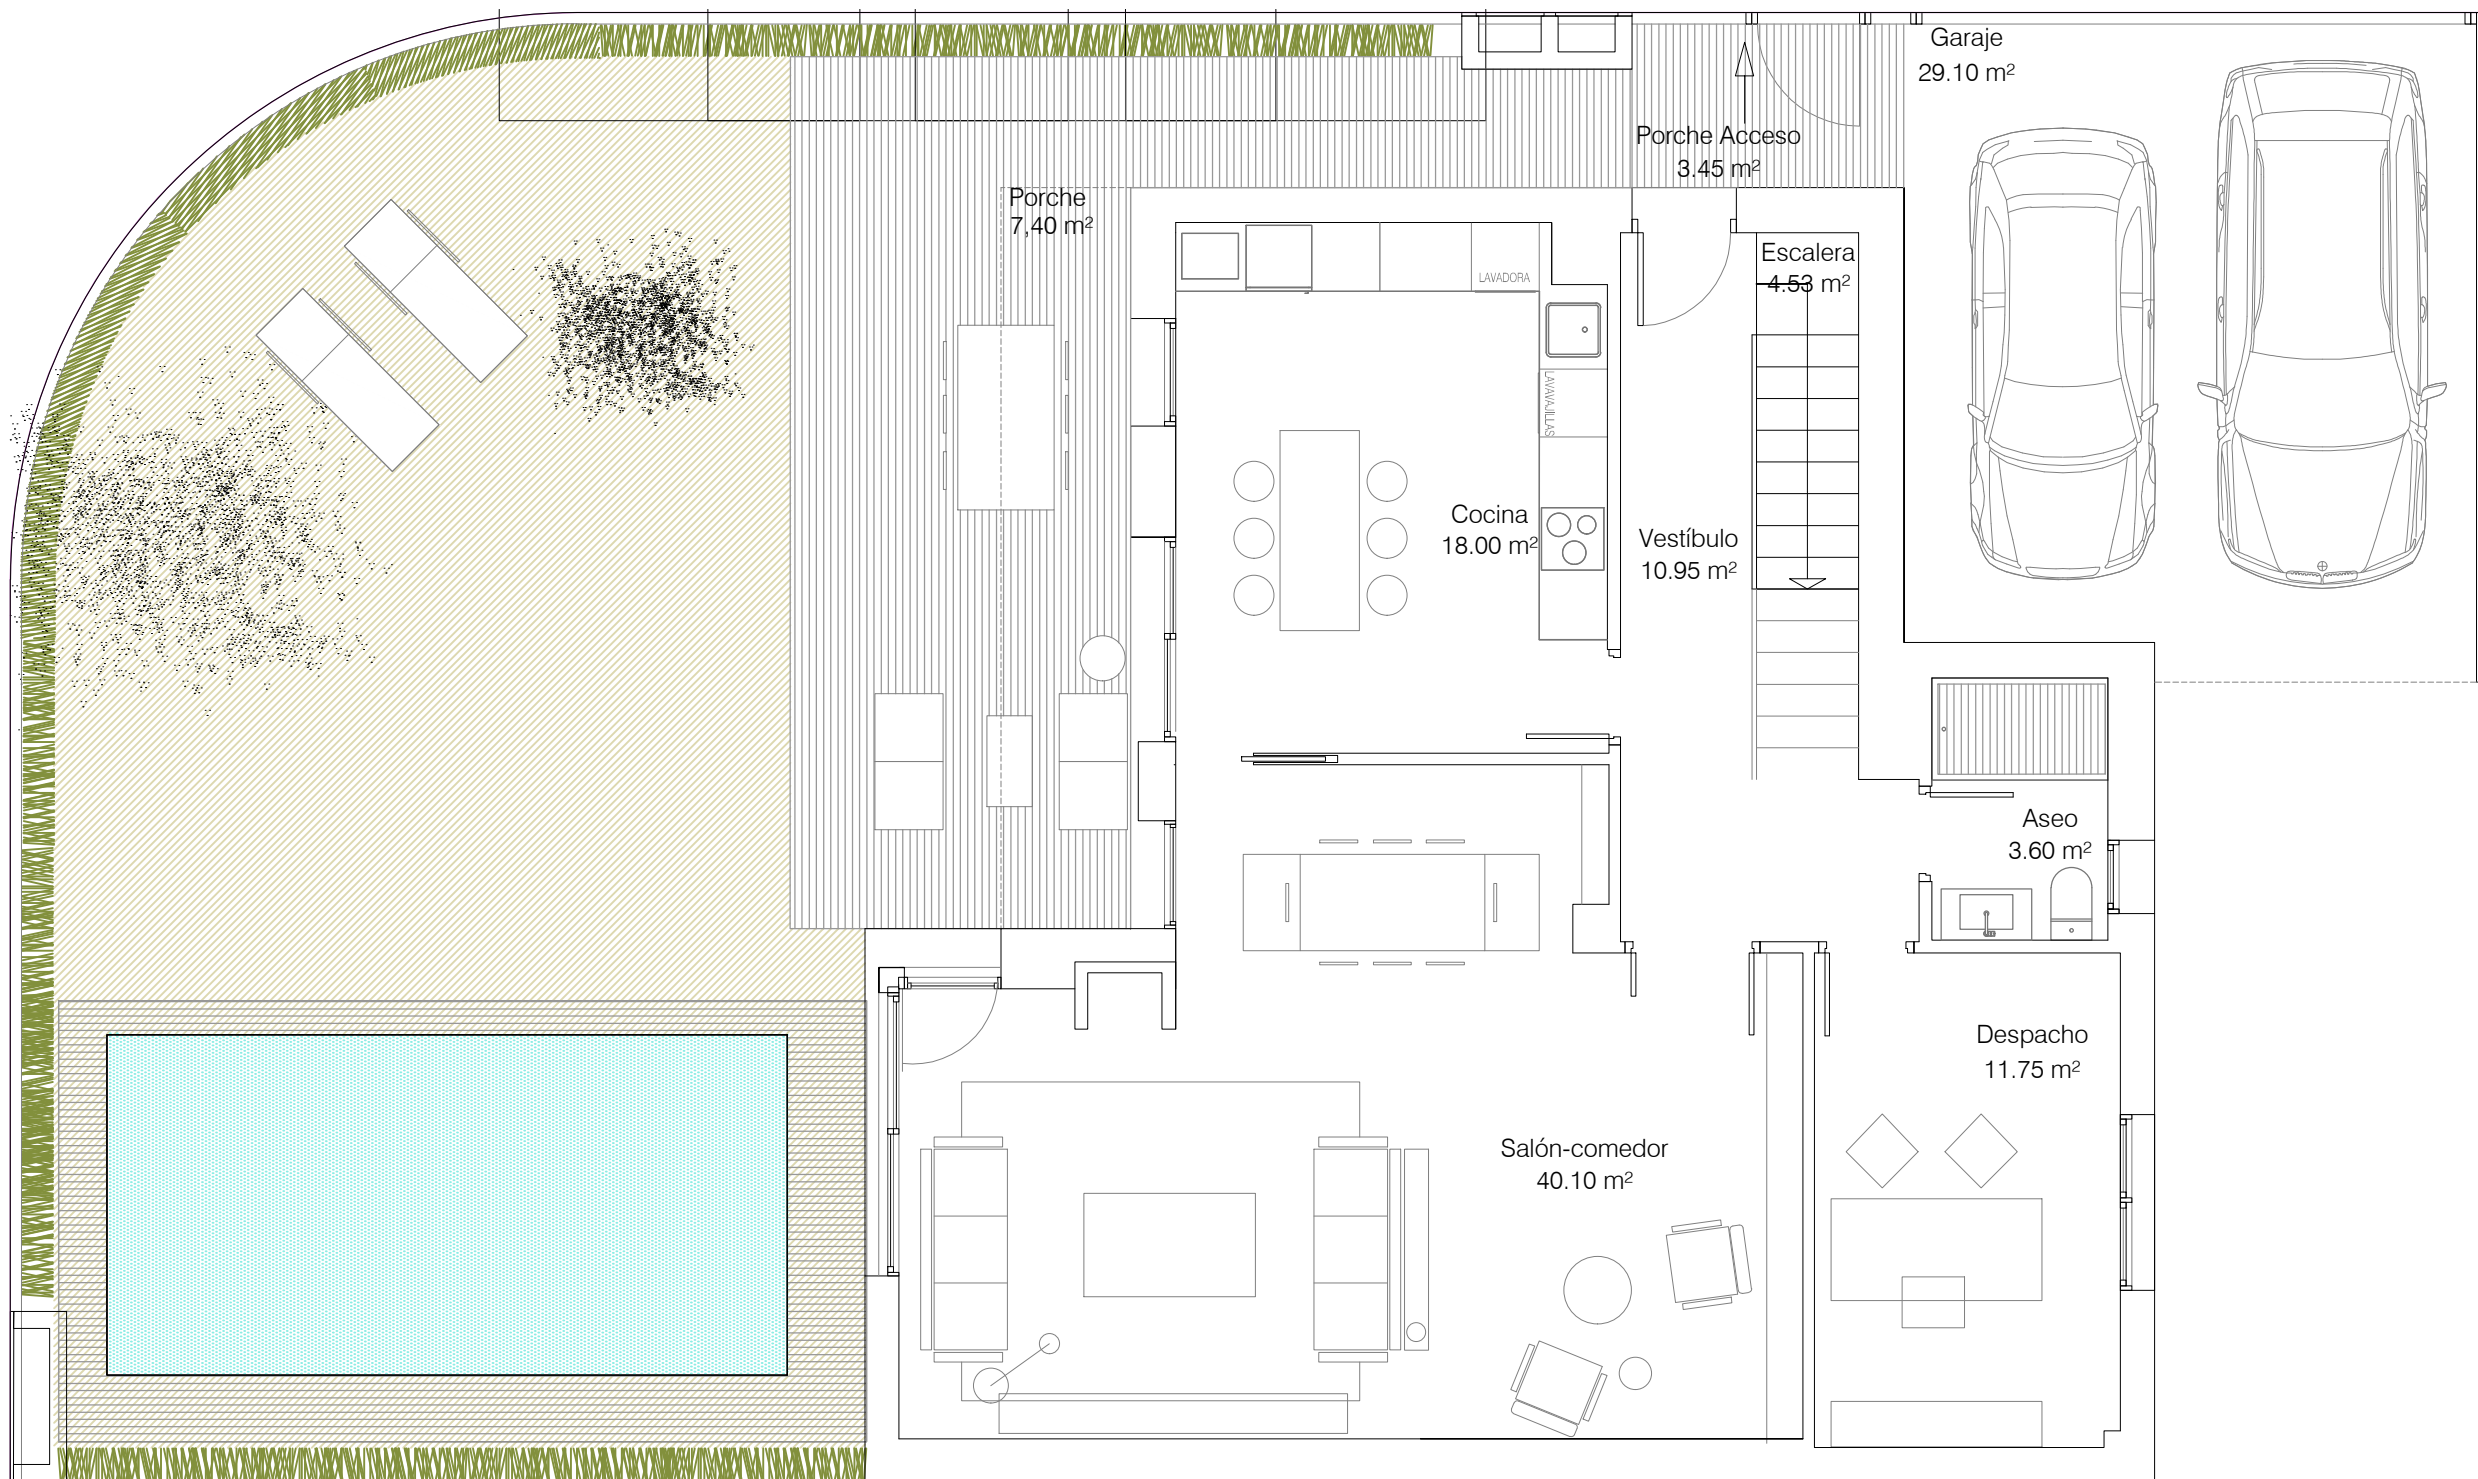 Garaje
29.10 m²
Porche Acceso
3.45 m²
Porche
7,40 m²
Escalera
4.53 m²
LAVADORA
LAVAVAJILLAS
Cocina
18.00 m²
Vestíbulo
10.95 m²
Aseo
3.60 m²
Despacho
11.75 m²
Salón-comedor
40.10 m²